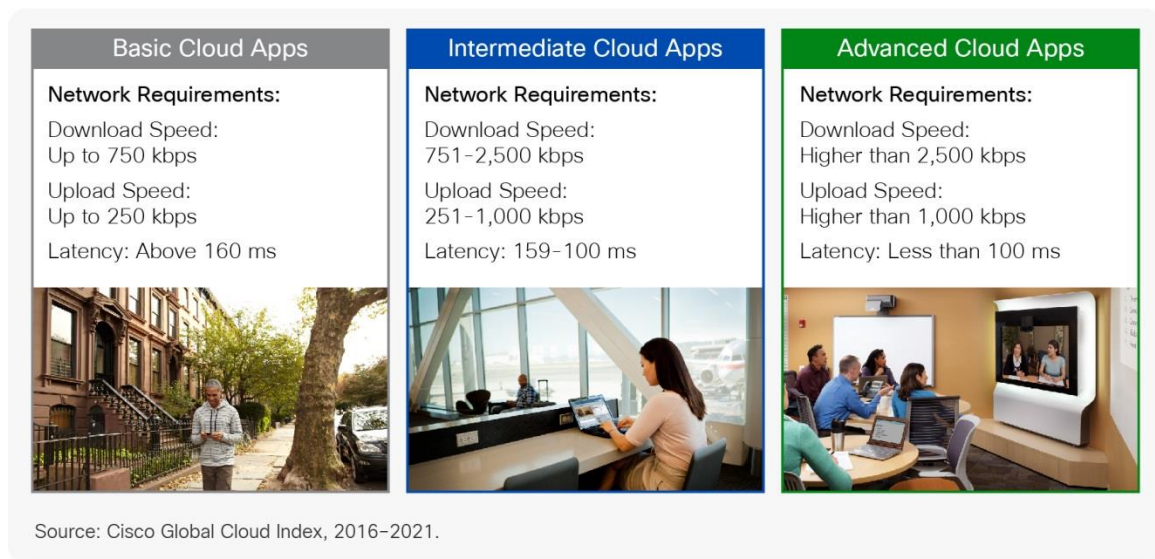 Basic Cloud Apps
Network Requirements:
Download Speed:
Up to 750 kbps
Upload Speed:
Up to 250 kbps
Latency: Above 160 ms
Intermediate Cloud Apps
Network Requirements:
Download Speed:
751-2,500 kbps
Upload Speed:
251-1,000 kbps
Latency: 159-100 ms
Advanced Cloud Apps
Network Requirements:
Download Speed:
Higher than 2,500 kbps
Upload Speed:
Higher than 1,000 kbps
Latency: Less than 100 ms
Source: Cisco Global Cloud Index, 2016-2021.